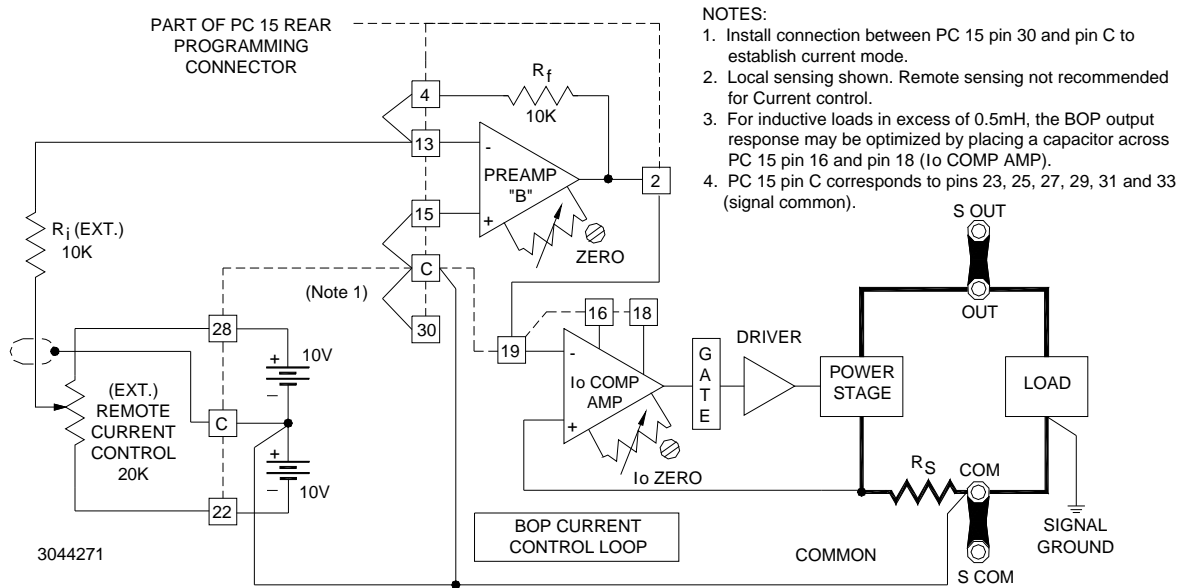 PART OF PC 15 REAR
PROGRAMMING
CONNECTOR
NOTES:
1. Install connection between PC 15 pin 30 and pin C to
establish current mode.
2. Local sensing shown. Remote sensing not recommended
for Current control.
3. For inductive loads in excess of 0.5mH, the BOP output
response may be optimized by placing a capacitor across
PC 15 pin 16 and pin 18 (Io COMP AMP).
4. PC 15 pin C corresponds to pins 23, 25, 27, 29, 31 and 33
(signal common).
4
Rf
10K
13
-
PREAMP
"B"
+
2
15
ZERO
Ri (EXT.)
10K
C
(Note 1)
30
S OUT
OUT
28
+
10V
–
(EXT.)
REMOTE
CURRENT
CONTROL
20K
C
+
10V
–
22
19
16
18
-
Io COMP
AMP
+
Io ZERO
GATE
DRIVER
POWER
STAGE
LOAD
RS
COM
SIGNAL
GROUND
BOP CURRENT
CONTROL LOOP
COMMON
S COM
3044271